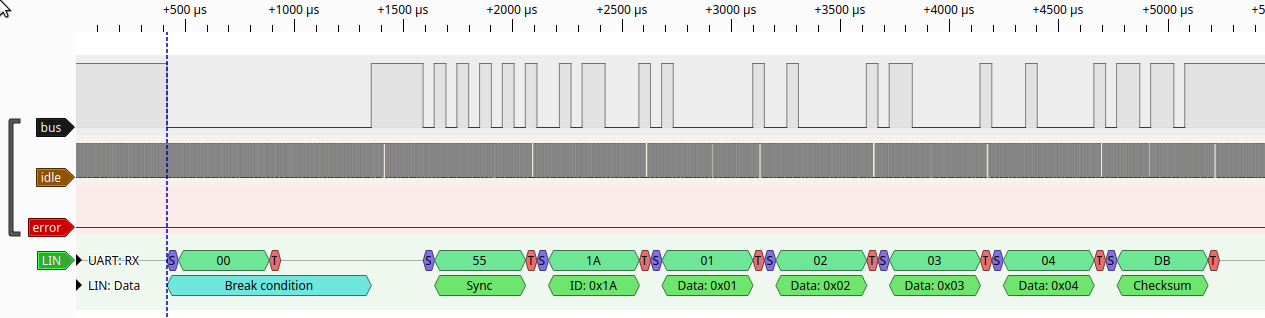 +500 µs +1000 µs +1500 µs +2000 µs +2500 µs +3000 µs +3500 µs +4000 µs +4500 µs +5000 µs +5
bus
idle
error
LIN UART: RX S 00 T S 55 T S 1A T S 01 T S 02 T S 03 T S 04 T S DB T
LIN: Data Break condition Sync ID: 0x1A Data: 0x01 Data: 0x02 Data: 0x03 Data: 0x04 Checksum